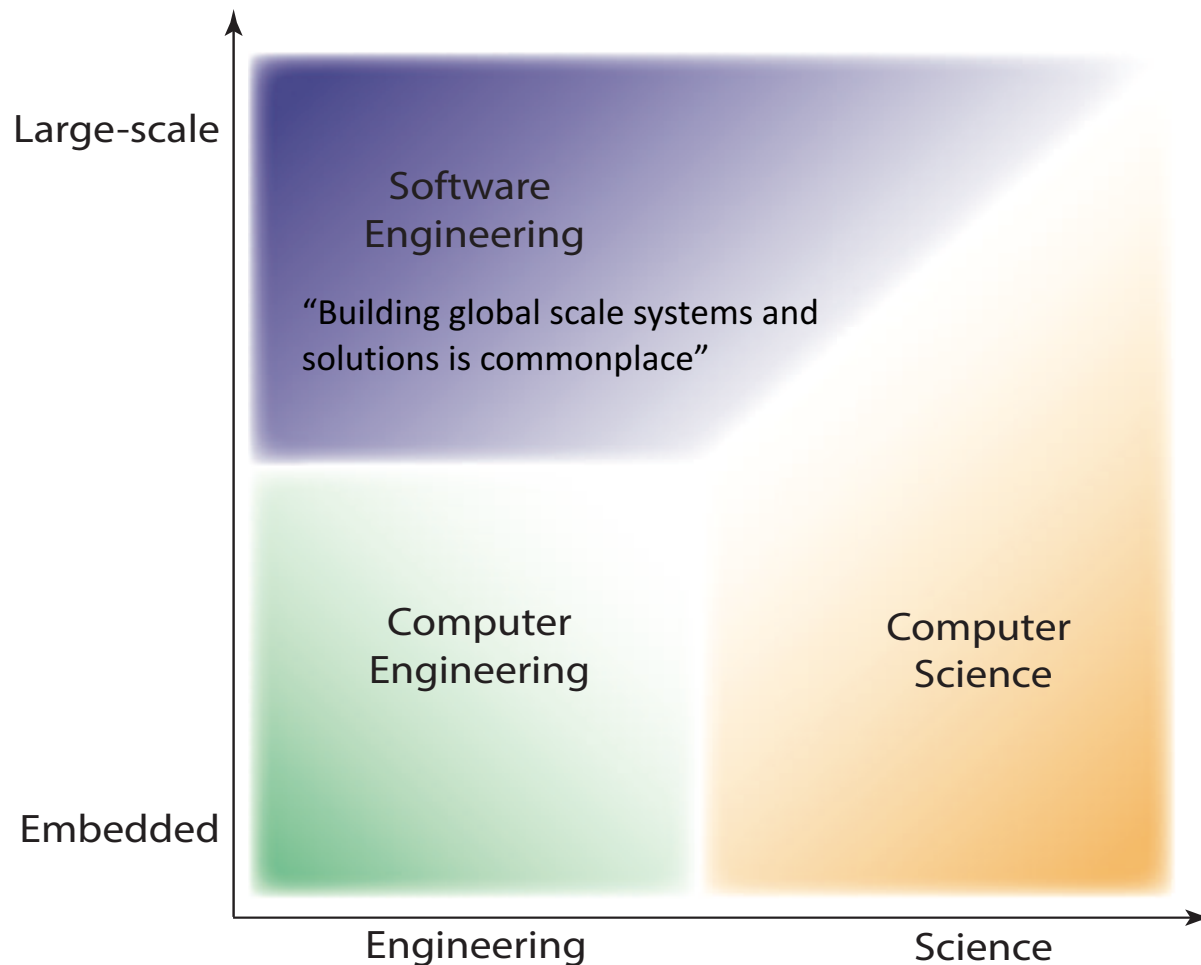 Large-scale
Software
Engineering
“Building global scale systems and
solutions is commonplace”
Computer
Engineering
Computer
Science
Embedded
Engineering
Science